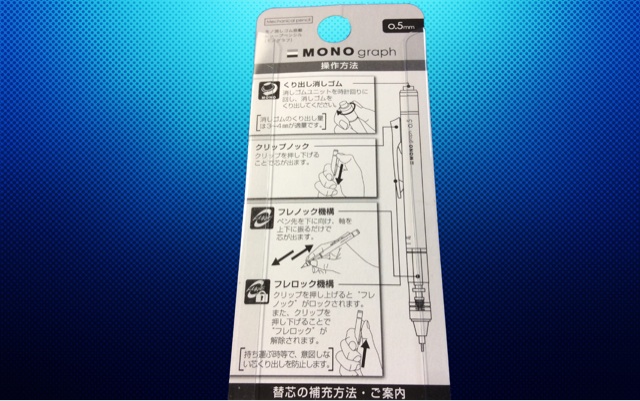 mechanical pencil
0.5mm
MONO graph
操作方法
くり出し消しゴム
消しゴムユニットを時計回りに
回し、消しゴムを
くり出してください。
消しゴムのくり出し量
は3~4㎜が適量です。
クリップノック
クリップを押し下げる
ことで芯が出ます。
フレノック機構
ペン先を下に向け、軸を
上下に振るだけで
芯が出ます。
フレロック機構
クリップを押し上げると“フレ
ノック”がロックされます。
また、クリップを
押し下げることで
“フレロック”が
解除されます。
持ち運び時等で、意図しな
い芯くり出しを防止します。
替芯の補充方法・ご案内